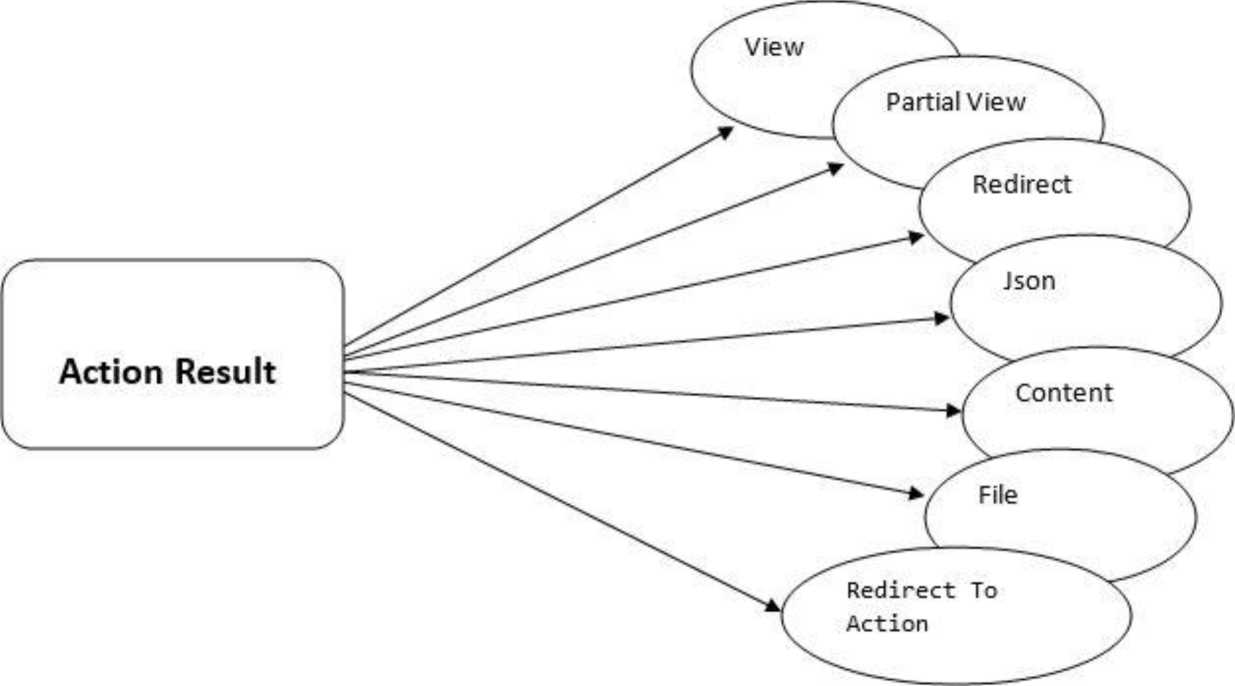 View
Partial View
Redirect
Json
Action Result
Content
File
Redirect To
Action